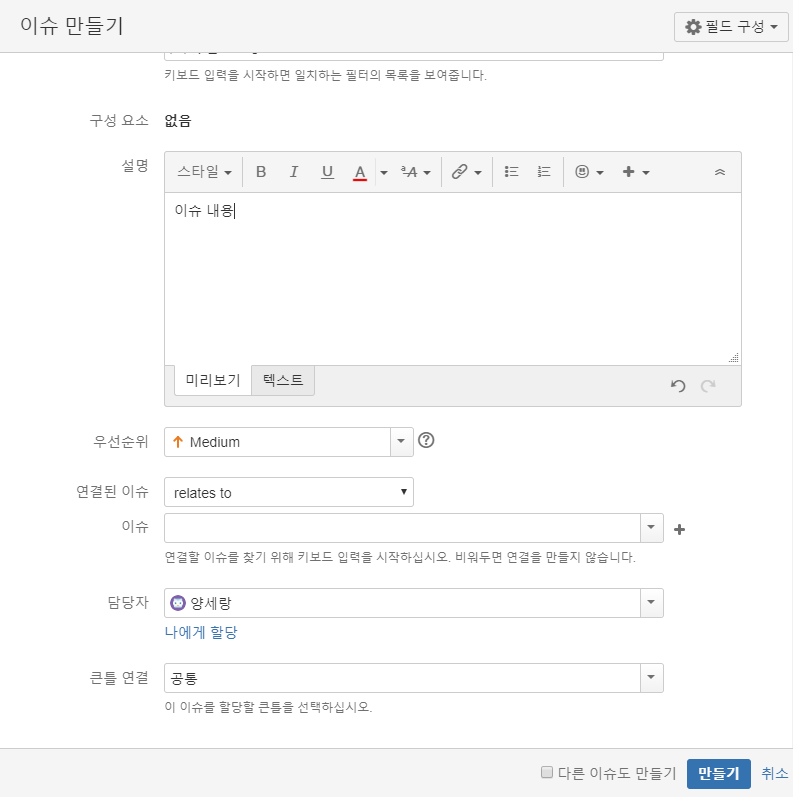 이슈 만들기
필드 구성
키보드 입력을 시작하면 일치하는 필터의 목록을 보여줍니다.
구성 요소 없음
설명
스타일 B I U A ªA
이슈 내용
미리보기 텍스트
우선순위 Medium
연결된 이슈 relates to
이슈
연결할 이슈를 찾기 위해 키보드 입력을 시작하십시오. 비워두면 연결을 만들지 않습니다.
담당자 양세랑
나에게 할당
큰틀 연결 공통
이 이슈를 할당할 큰틀을 선택하십시오.
다른 이슈도 만들기 만들기 취소